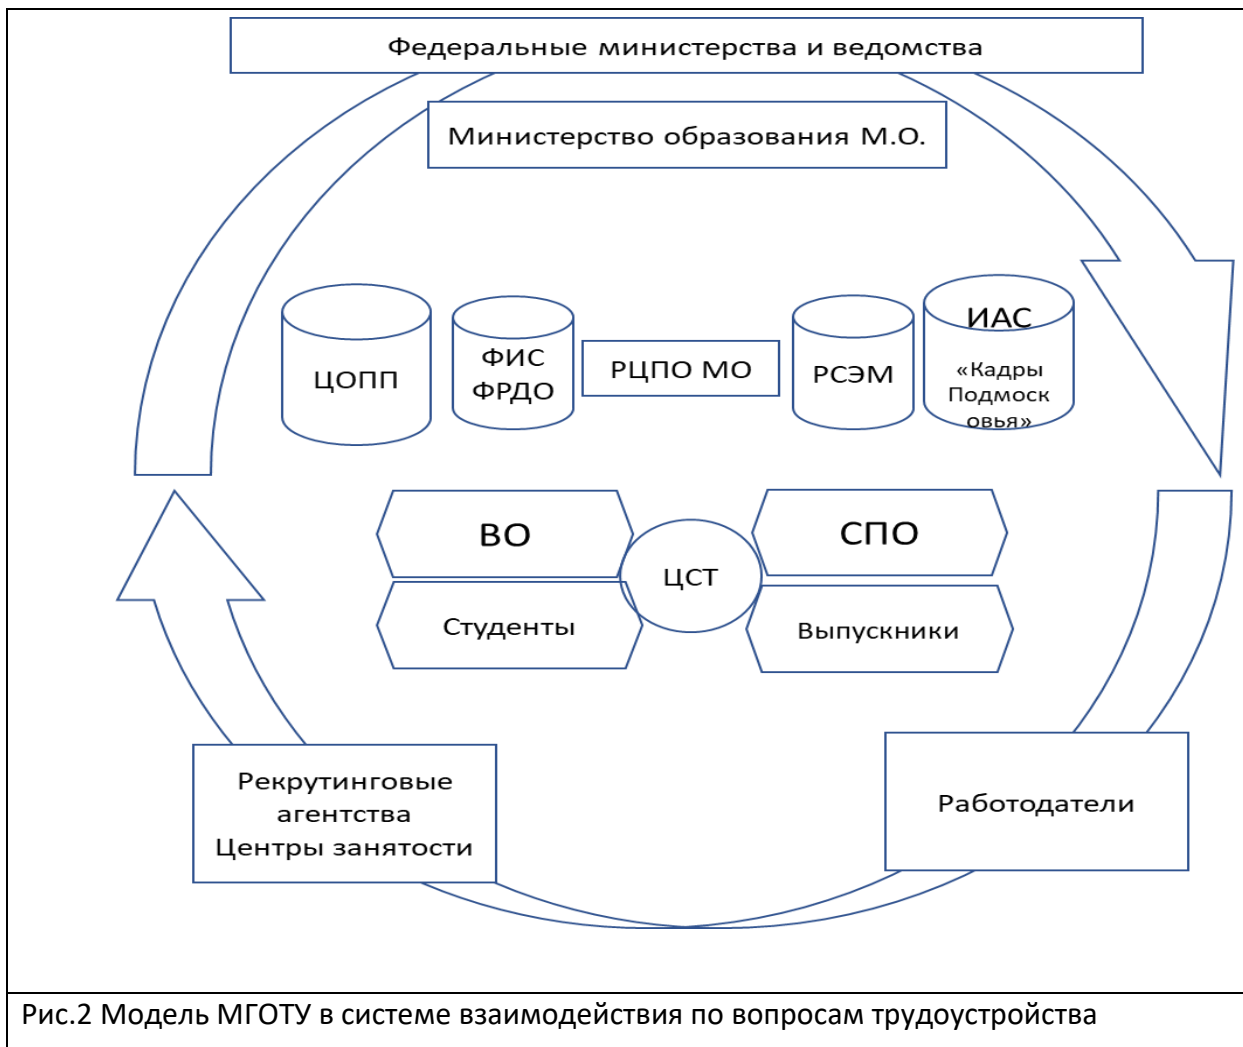 Федеральные министерства и ведомства
Министерство образования М.О.
ЦОПП
ФИС
ФРДО
РЦПО МО
РСЭМ
ИАС
«Кадры
Подмоск
овья»
ВО
СПО
ЦСТ
Студенты
Выпускники
Рекрутинговые
агентства
Центры занятости
Работодатели
Рис.2 Модель МГОТУ в системе взаимодействия по вопросам трудоустройства